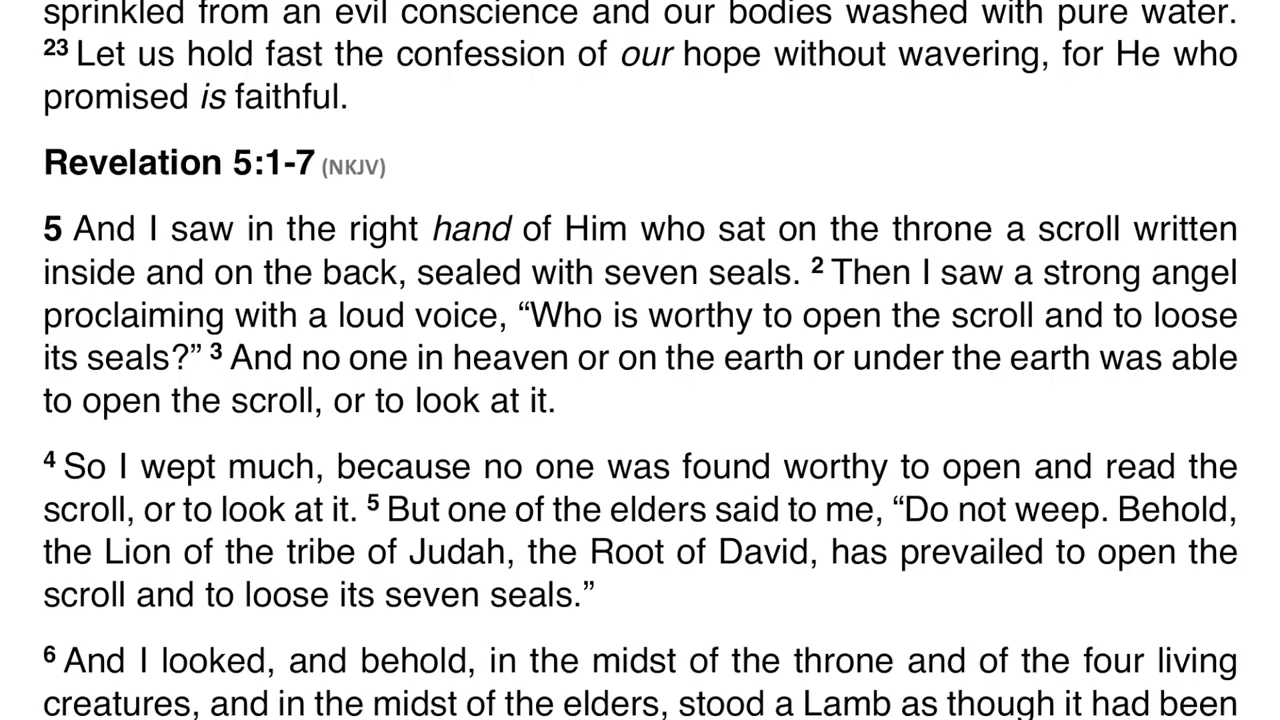 sprinkled from an evil conscience and our bodies washed with pure water.
23 Let us hold fast the confession of our hope without wavering, for He who
promised is faithful.
Revelation 5:1-7 (NKJV)
5 And I saw in the right hand of Him who sat on the throne a scroll written
inside and on the back, sealed with seven seals. 2 Then I saw a strong angel
proclaiming with a loud voice, “Who is worthy to open the scroll and to loose
its seals?” 3 And no one in heaven or on the earth or under the earth was able
to open the scroll, or to look at it.
4 So I wept much, because no one was found worthy to open and read the
scroll, or to look at it. 5 But one of the elders said to me, “Do not weep. Behold,
the Lion of the tribe of Judah, the Root of David, has prevailed to open the
scroll and to loose its seven seals.”
6 And I looked, and behold, in the midst of the throne and of the four living
creatures, and in the midst of the elders, stood a Lamb as though it had been